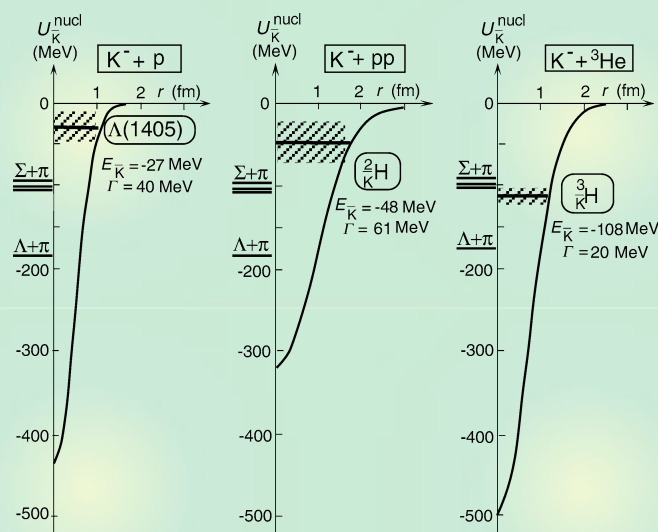 U K̄ nucl
(MeV)
K⁻ + p
0
1
2
r (fm)
Λ(1405)
E K̄ = -27 MeV
Γ = 40 MeV
Σ+π
Λ+π
-200
-300
-400
-500
U K̄ nucl
(MeV)
K⁻ + pp
0
1
2
r (fm)
²K̄H
E K̄ = -48 MeV
Γ = 61 MeV
Σ+π
Λ+π
-200
-300
-400
-500
U K̄ nucl
(MeV)
K⁻ + ³He
0
1
2
r (fm)
³K̄H
E K̄ = -108 MeV
Γ = 20 MeV
Σ+π
Λ+π
-200
-300
-400
-500